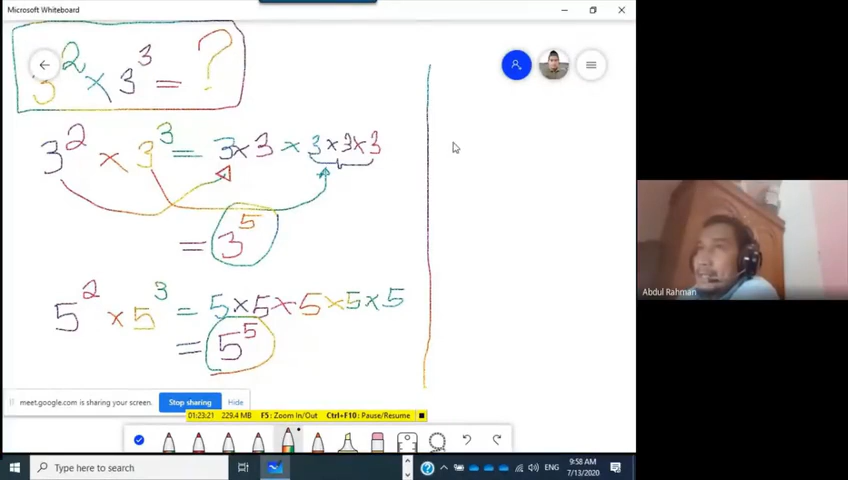 Microsoft Whiteboard
3² × 3³ = ?
3² × 3³ = 3 × 3 × 3 × 3 × 3
= 3⁵
5² × 5³ = 5 × 5 × 5 × 5 × 5
= 5⁵
Abdul Rahman
meet.google.com is sharing your screen.
Stop sharing
Hide
01:23:21 229.4 MB F5: Zoom In/Out Ctrl+F10: Pause/Resume
Type here to search
ENG
9:58 AM
7/13/2020